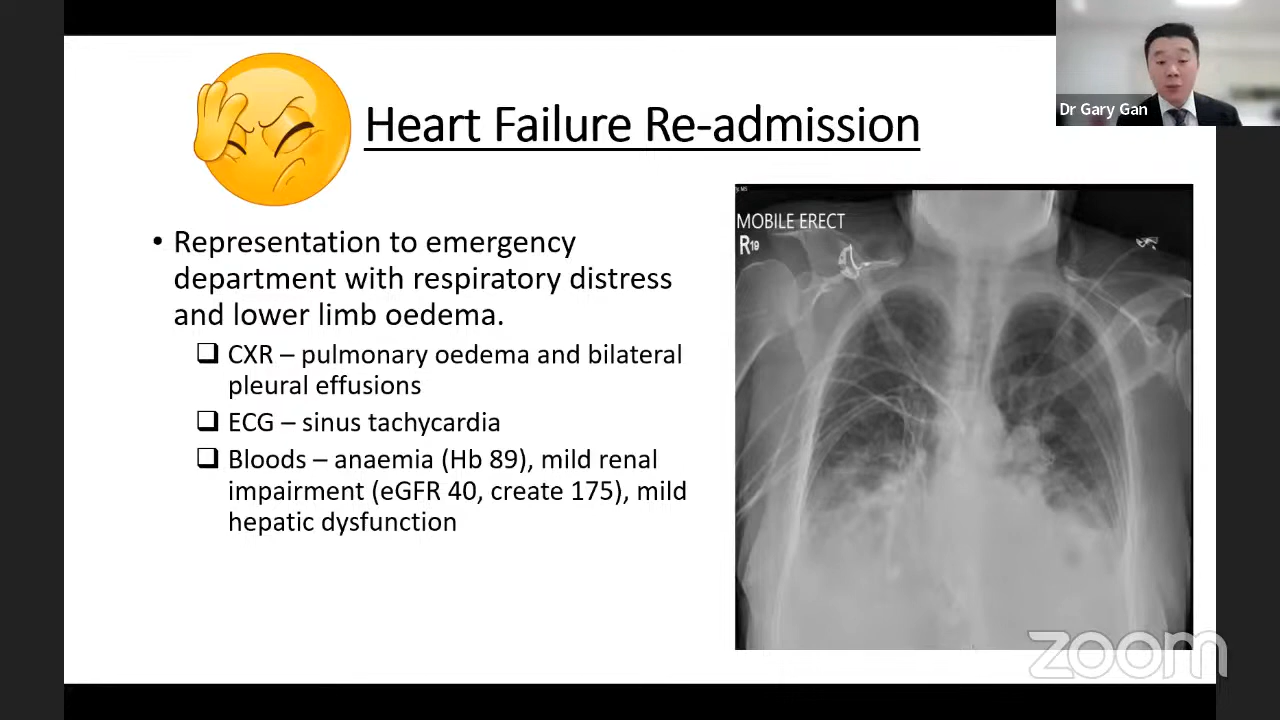 Heart Failure Re-admission
Dr Gary Gan
• Representation to emergency
department with respiratory distress
and lower limb oedema.
❑ CXR – pulmonary oedema and bilateral
pleural effusions
❑ ECG – sinus tachycardia
❑ Bloods – anaemia (Hb 89), mild renal
impairment (eGFR 40, create 175), mild
hepatic dysfunction
MOBILE ERECT
R19
zoom